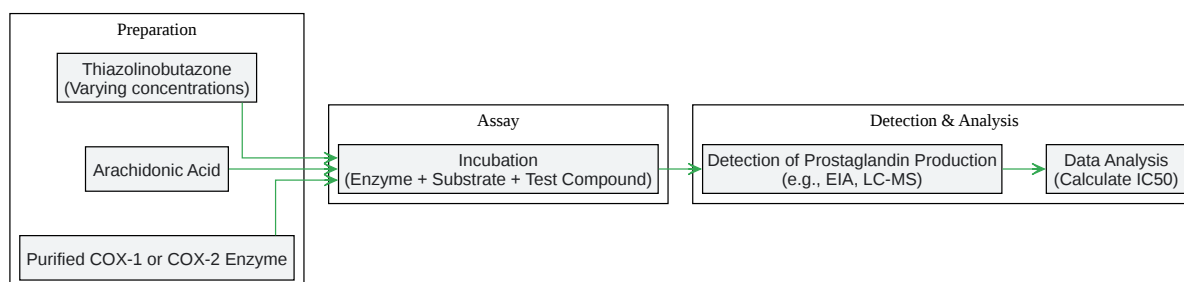 Preparation
Thiazolinobutazone
(Varying concentrations)
Arachidonic Acid
Purified COX-1 or COX-2 Enzyme
Assay
Incubation
(Enzyme + Substrate + Test Compound)
Detection & Analysis
Detection of Prostaglandin Production
(e.g., EIA, LC-MS)
Data Analysis
(Calculate IC50)